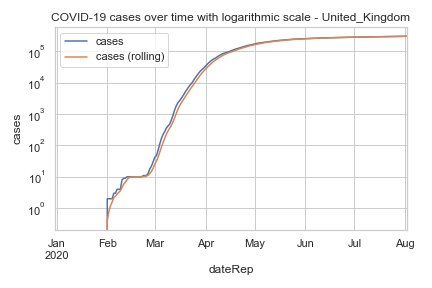 COVID-19 cases over time with logarithmic scale - United_Kingdom
cases
cases (rolling)
10^5
10^4
10^3
10^2
10^1
10^0
cases
Jan Feb Mar Apr May Jun Jul Aug
2020
dateRep